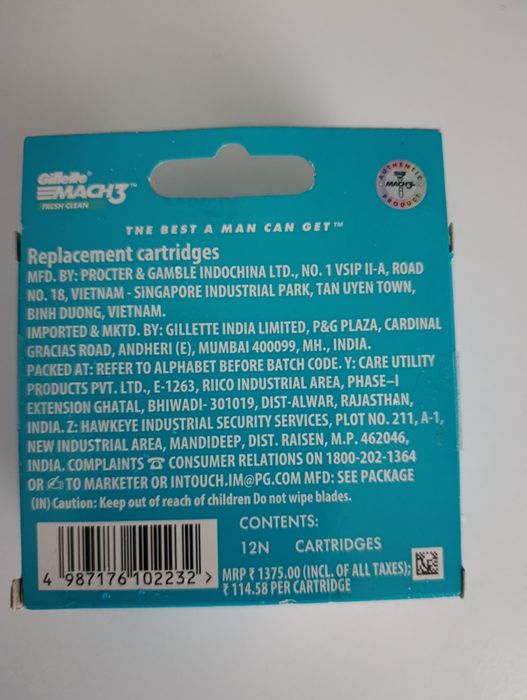 Gillette
MACH3™
FRESH CLEAN
AUTHENTIC
MACH3
PRODUCT
THE BEST A MAN CAN GET™
Replacement cartridges
MFD. BY: PROCTER & GAMBLE INDOCHINA LTD., NO. 1 VSIP II-A, ROAD
NO. 18, VIETNAM - SINGAPORE INDUSTRIAL PARK, TAN UYEN TOWN,
BINH DUONG, VIETNAM.
IMPORTED & MKTD. BY: GILLETTE INDIA LIMITED, P&G PLAZA, CARDINAL
GRACIAS ROAD, ANDHERI (E), MUMBAI 400099, MH., INDIA.
PACKED AT: REFER TO ALPHABET BEFORE BATCH CODE. Y: CARE UTILITY
PRODUCTS PVT. LTD., E-1263, RIICO INDUSTRIAL AREA, PHASE–I
EXTENSION GHATAL, BHIWADI- 301019, DIST-ALWAR, RAJASTHAN,
INDIA. Z: HAWKEYE INDUSTRIAL SECURITY SERVICES, PLOT NO. 211, A-1,
NEW INDUSTRIAL AREA, MANDIDEEP, DIST. RAISEN, M.P. 462046,
INDIA. COMPLAINTS ☎ CONSUMER RELATIONS ON 1800-202-1364
OR ✍ TO MARKETER OR INTOUCH.IM@PG.COM MFD: SEE PACKAGE
(IN) Caution: Keep out of reach of children Do not wipe blades.
CONTENTS:
12N CARTRIDGES
4 987176 102232 >
MRP ₹ 1375.00 (INCL. OF ALL TAXES);
₹ 114.58 PER CARTRIDGE